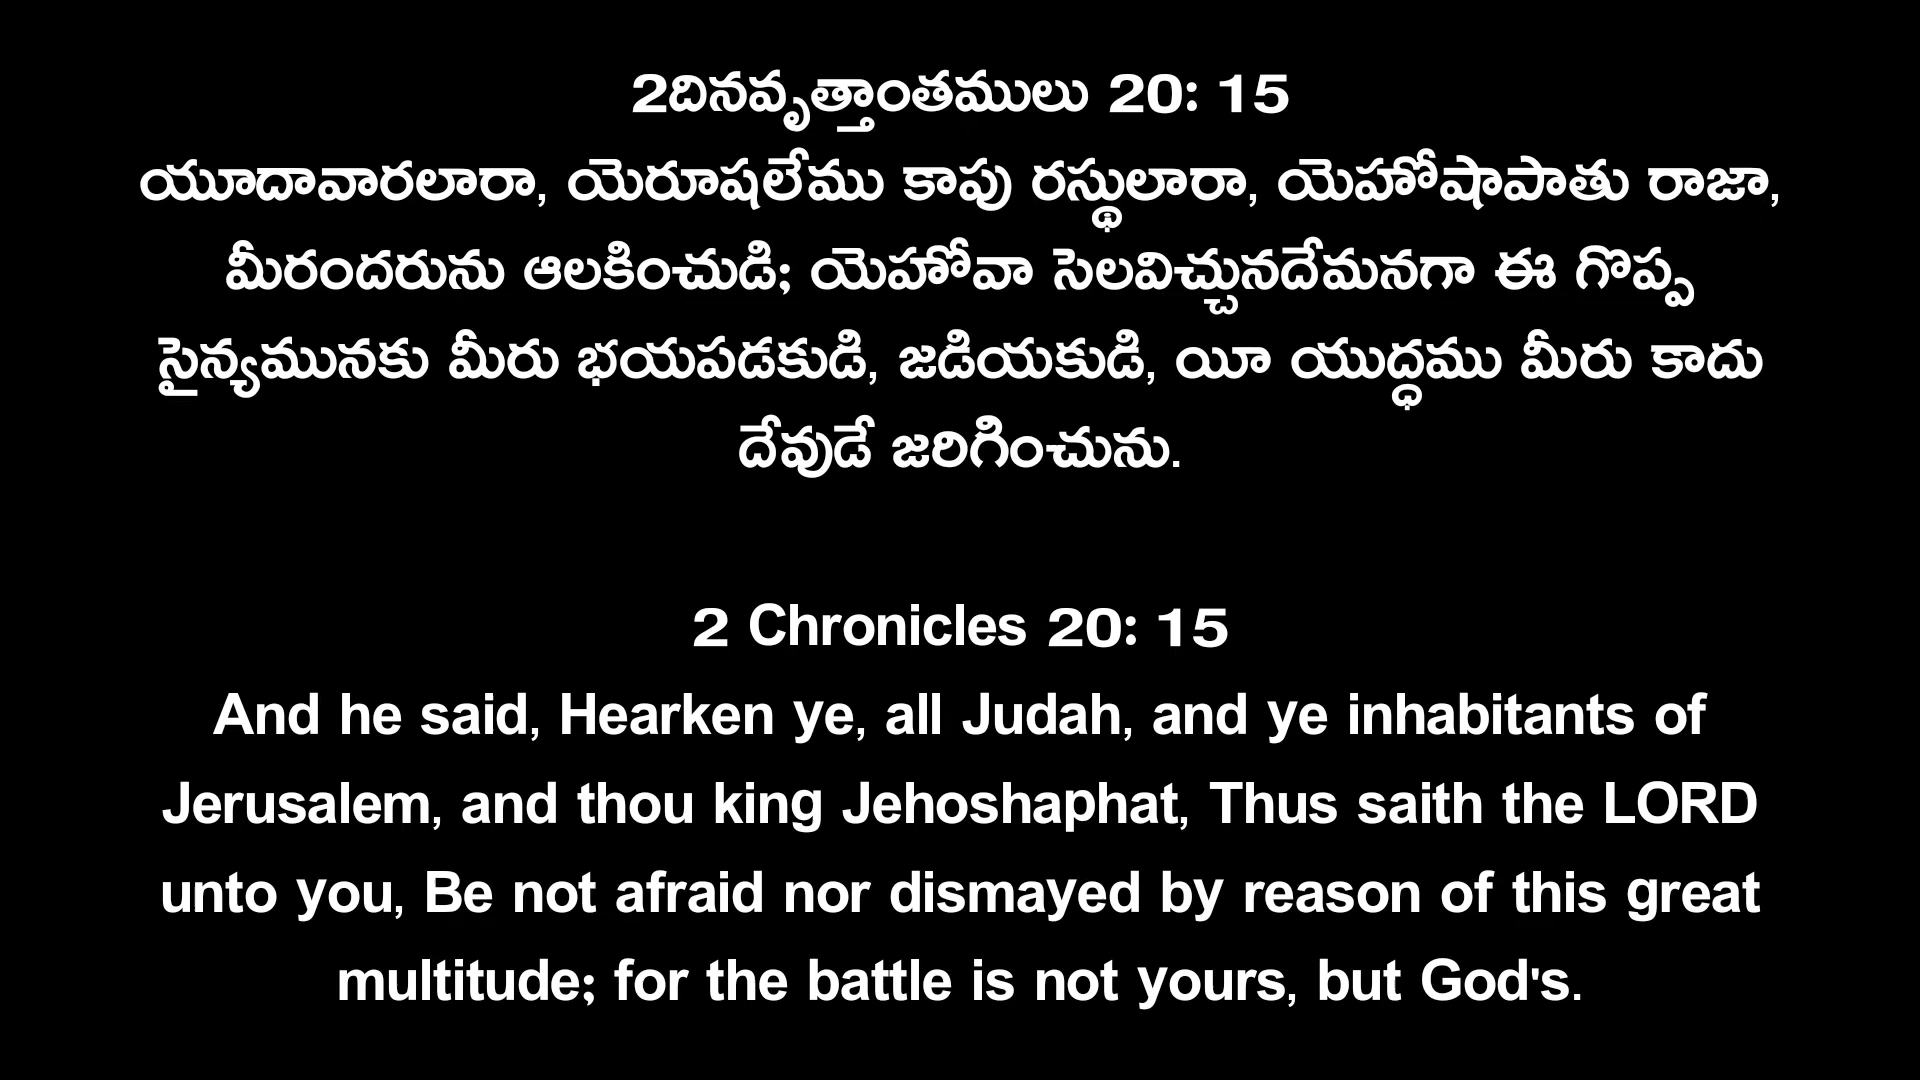 2దినవృత్తాంతములు 20: 15
యూదావారలారా, యెరూషలేము కాపు రస్థులారా, యెహోషాపాతు రాజా,
మీరందరును ఆలకించుడి; యెహోవా సెలవిచ్చునదేమనగా ఈ గొప్ప
సైన్యమునకు మీరు భయపడకుడి, జడియకుడి, యీ యుద్ధము మీరు కాదు
దేవుడే జరిగించును.
2 Chronicles 20: 15
And he said, Hearken ye, all Judah, and ye inhabitants of
Jerusalem, and thou king Jehoshaphat, Thus saith the LORD
unto you, Be not afraid nor dismayed by reason of this great
multitude; for the battle is not yours, but God's.